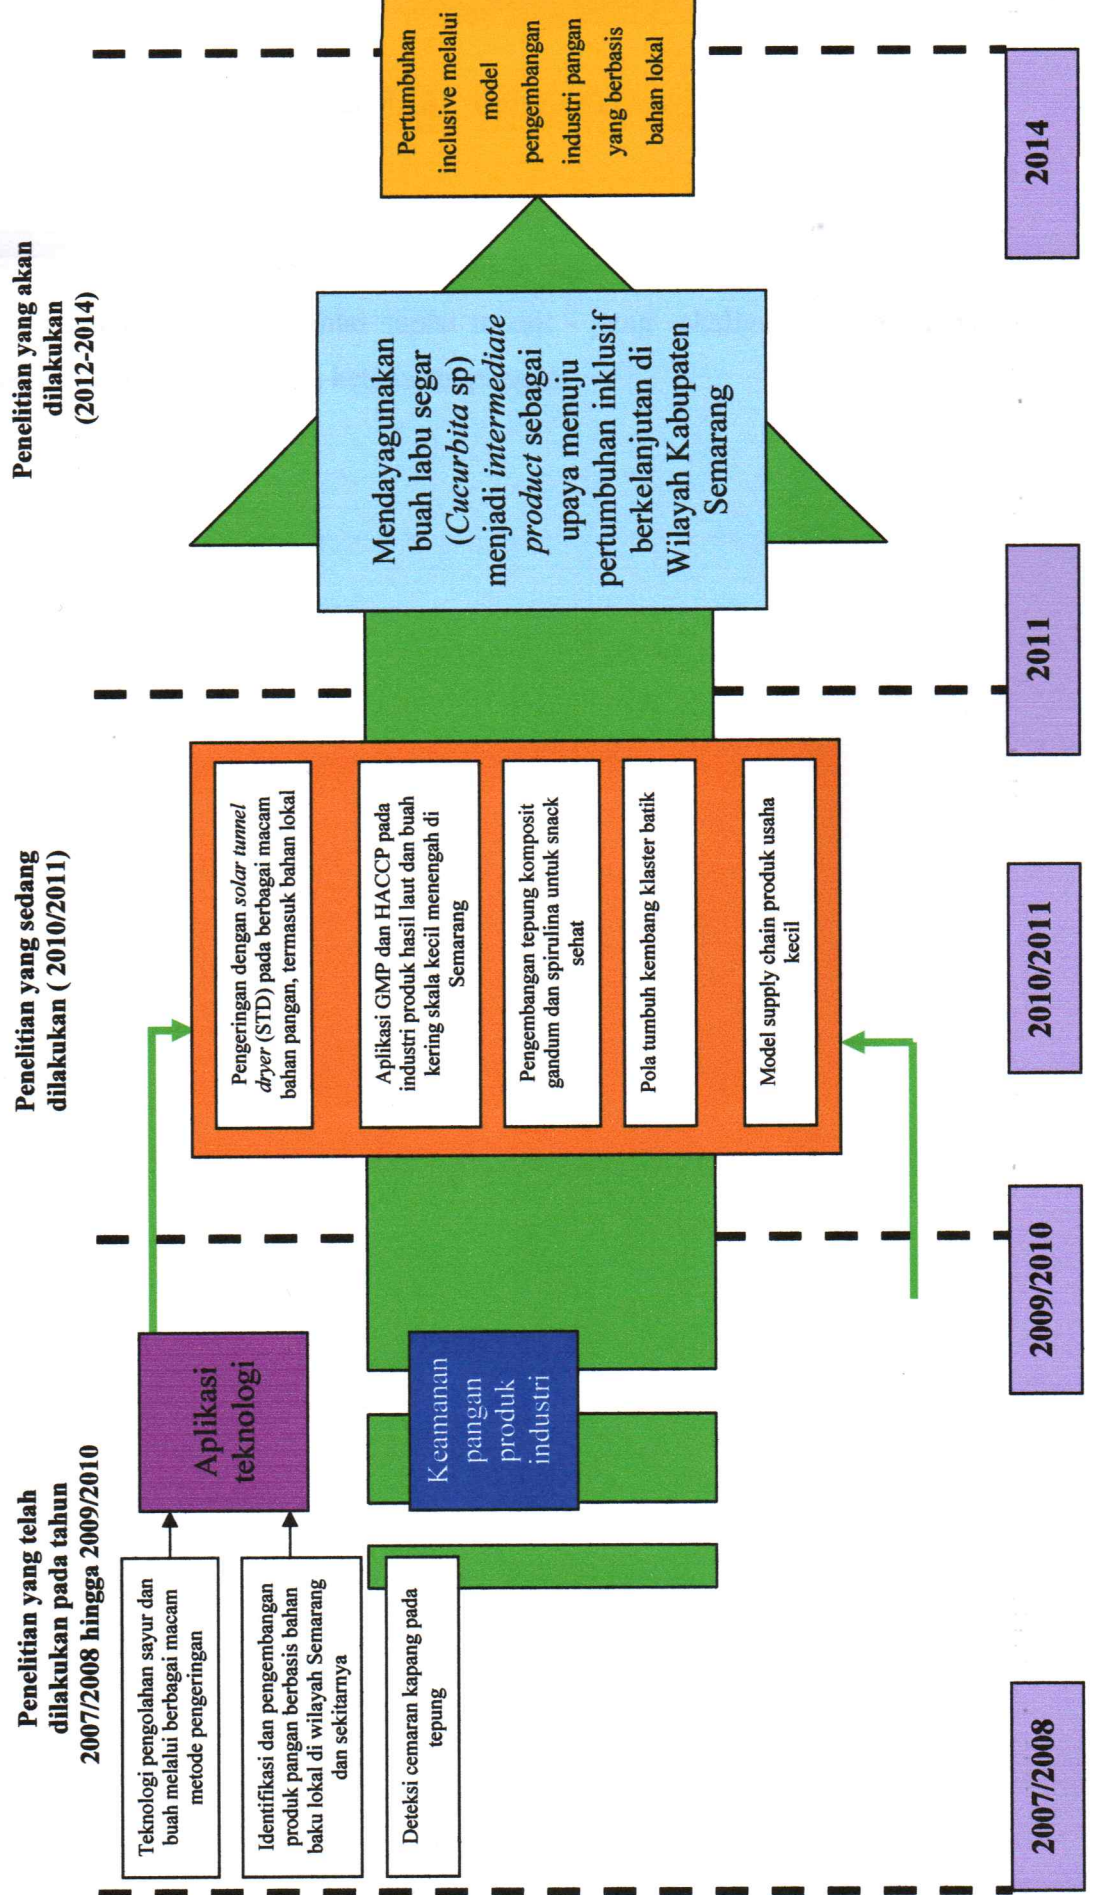 Penelitian yang telah
dilakukan pada tahun
2007/2008 hingga 2009/2010
Teknologi pengolahan sayur dan
buah melalui berbagai macam
metode pengeringan
Identifikasi dan pengembangan
produk pangan berbasis bahan
baku lokal di wilayah Semarang
dan sekitarnya
Deteksi cemaran kapang pada
tepung
Aplikasi
teknologi
Keamanan
pangan
produk
industri
Penelitian yang sedang
dilakukan ( 2010/2011)
Pengeringan dengan solar tunnel
dryer (STD) pada berbagai macam
bahan pangan, termasuk bahan lokal
Aplikasi GMP dan HACCP pada
industri produk hasil laut dan buah
kering skala kecil menengah di
Semarang
Pengembangan tepung komposit
gandum dan spirulina untuk snack
sehat
Pola tumbuh kembang klaster batik
Model supply chain produk usaha
kecil
Penelitian yang akan
dilakukan
(2012-2014)
Mendayagunakan
buah labu segar
(Cucurbita sp)
menjadi intermediate
product sebagai
upaya menuju
pertumbuhan inklusif
berkelanjutan di
Wilayah Kabupaten
Semarang
Pertumbuhan
inclusive melalui
model
pengembangan
industri pangan
yang berbasis
bahan lokal
2007/2008
2009/2010
2010/2011
2011
2014